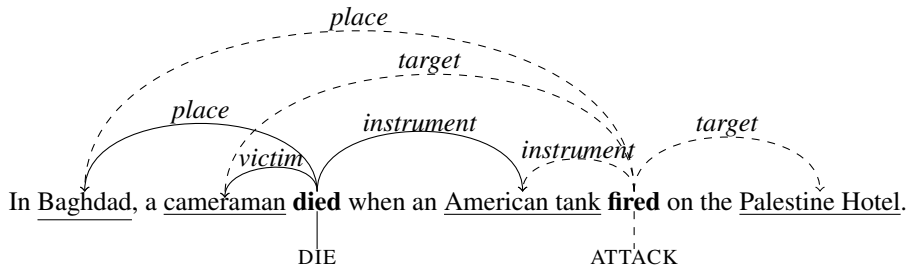 place
target
place
instrument
target
victim
instrument
In Baghdad, a cameraman died when an American tank fired on the Palestine Hotel.
DIE
ATTACK